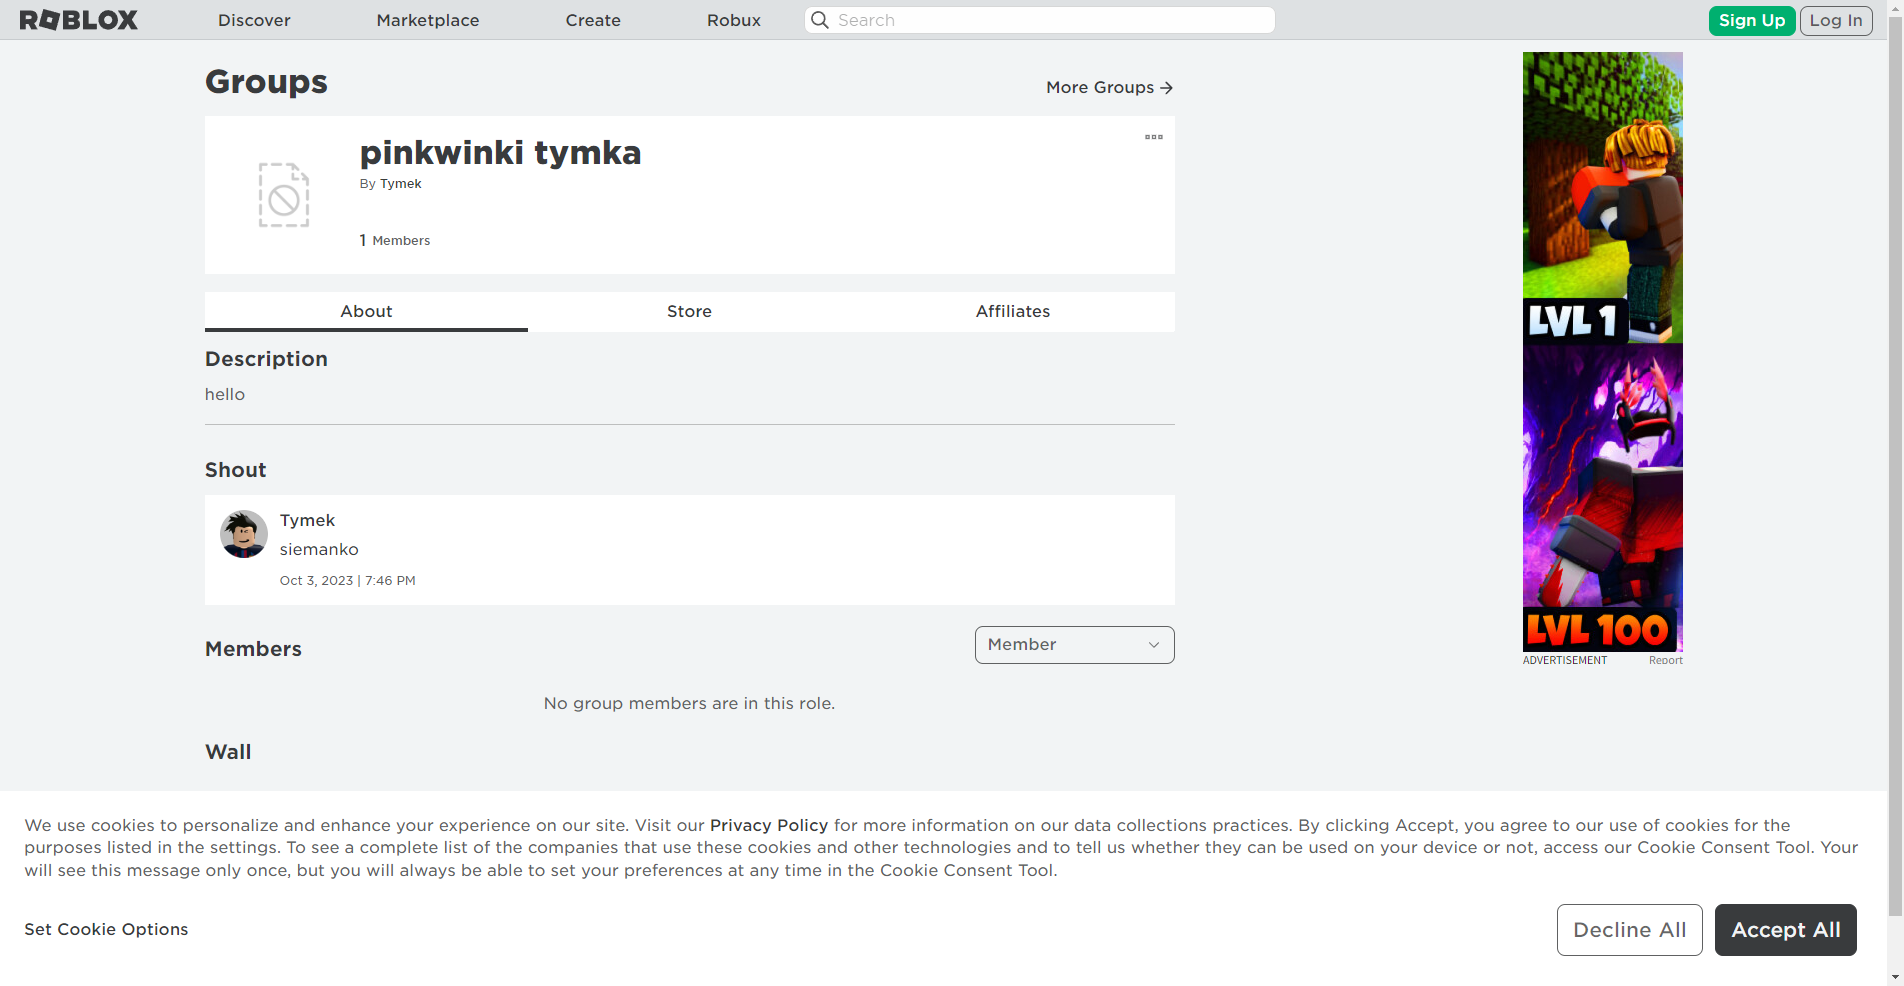 ROBLOX
Discover
Marketplace
Create
Robux
Search
Sign Up
Log In
Groups
More Groups →
pinkwinki tymka
By Tymek
1 Members
About
Store
Affiliates
Description
hello
Shout
Tymek
siemanko
Oct 3, 2023 | 7:46 PM
Members
Member
No group members are in this role.
Wall
LVL 1
LVL 100
ADVERTISEMENT
Report
We use cookies to personalize and enhance your experience on our site. Visit our Privacy Policy for more information on our data collections practices. By clicking Accept, you agree to our use of cookies for the
purposes listed in the settings. To see a complete list of the companies that use these cookies and other technologies and to tell us whether they can be used on your device or not, access our Cookie Consent Tool. Your
will see this message only once, but you will always be able to set your preferences at any time in the Cookie Consent Tool.
Set Cookie Options
Decline All
Accept All